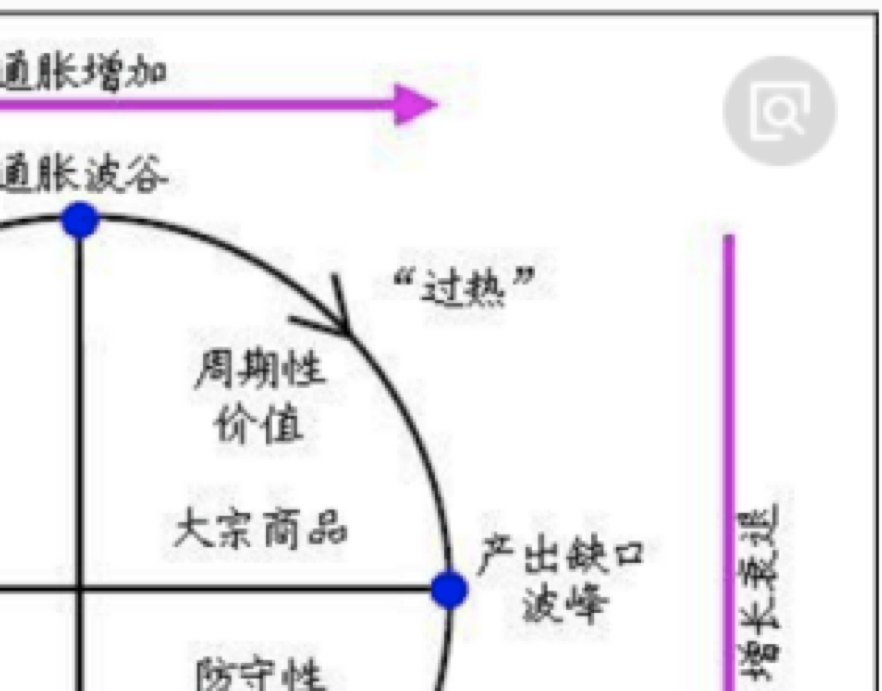 通胀增加
通胀波谷
“过热”
周期性
价值
大宗商品
产出缺口
波峰
增长衰退
防守性